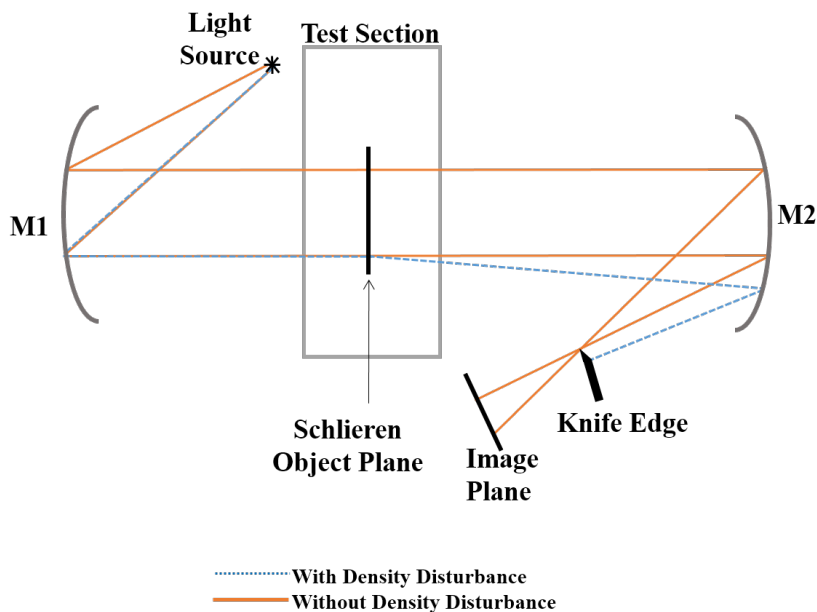 Light
Source
Test Section
M1
M2
Schlieren
Object Plane
Knife Edge
Image
Plane
With Density Disturbance
Without Density Disturbance